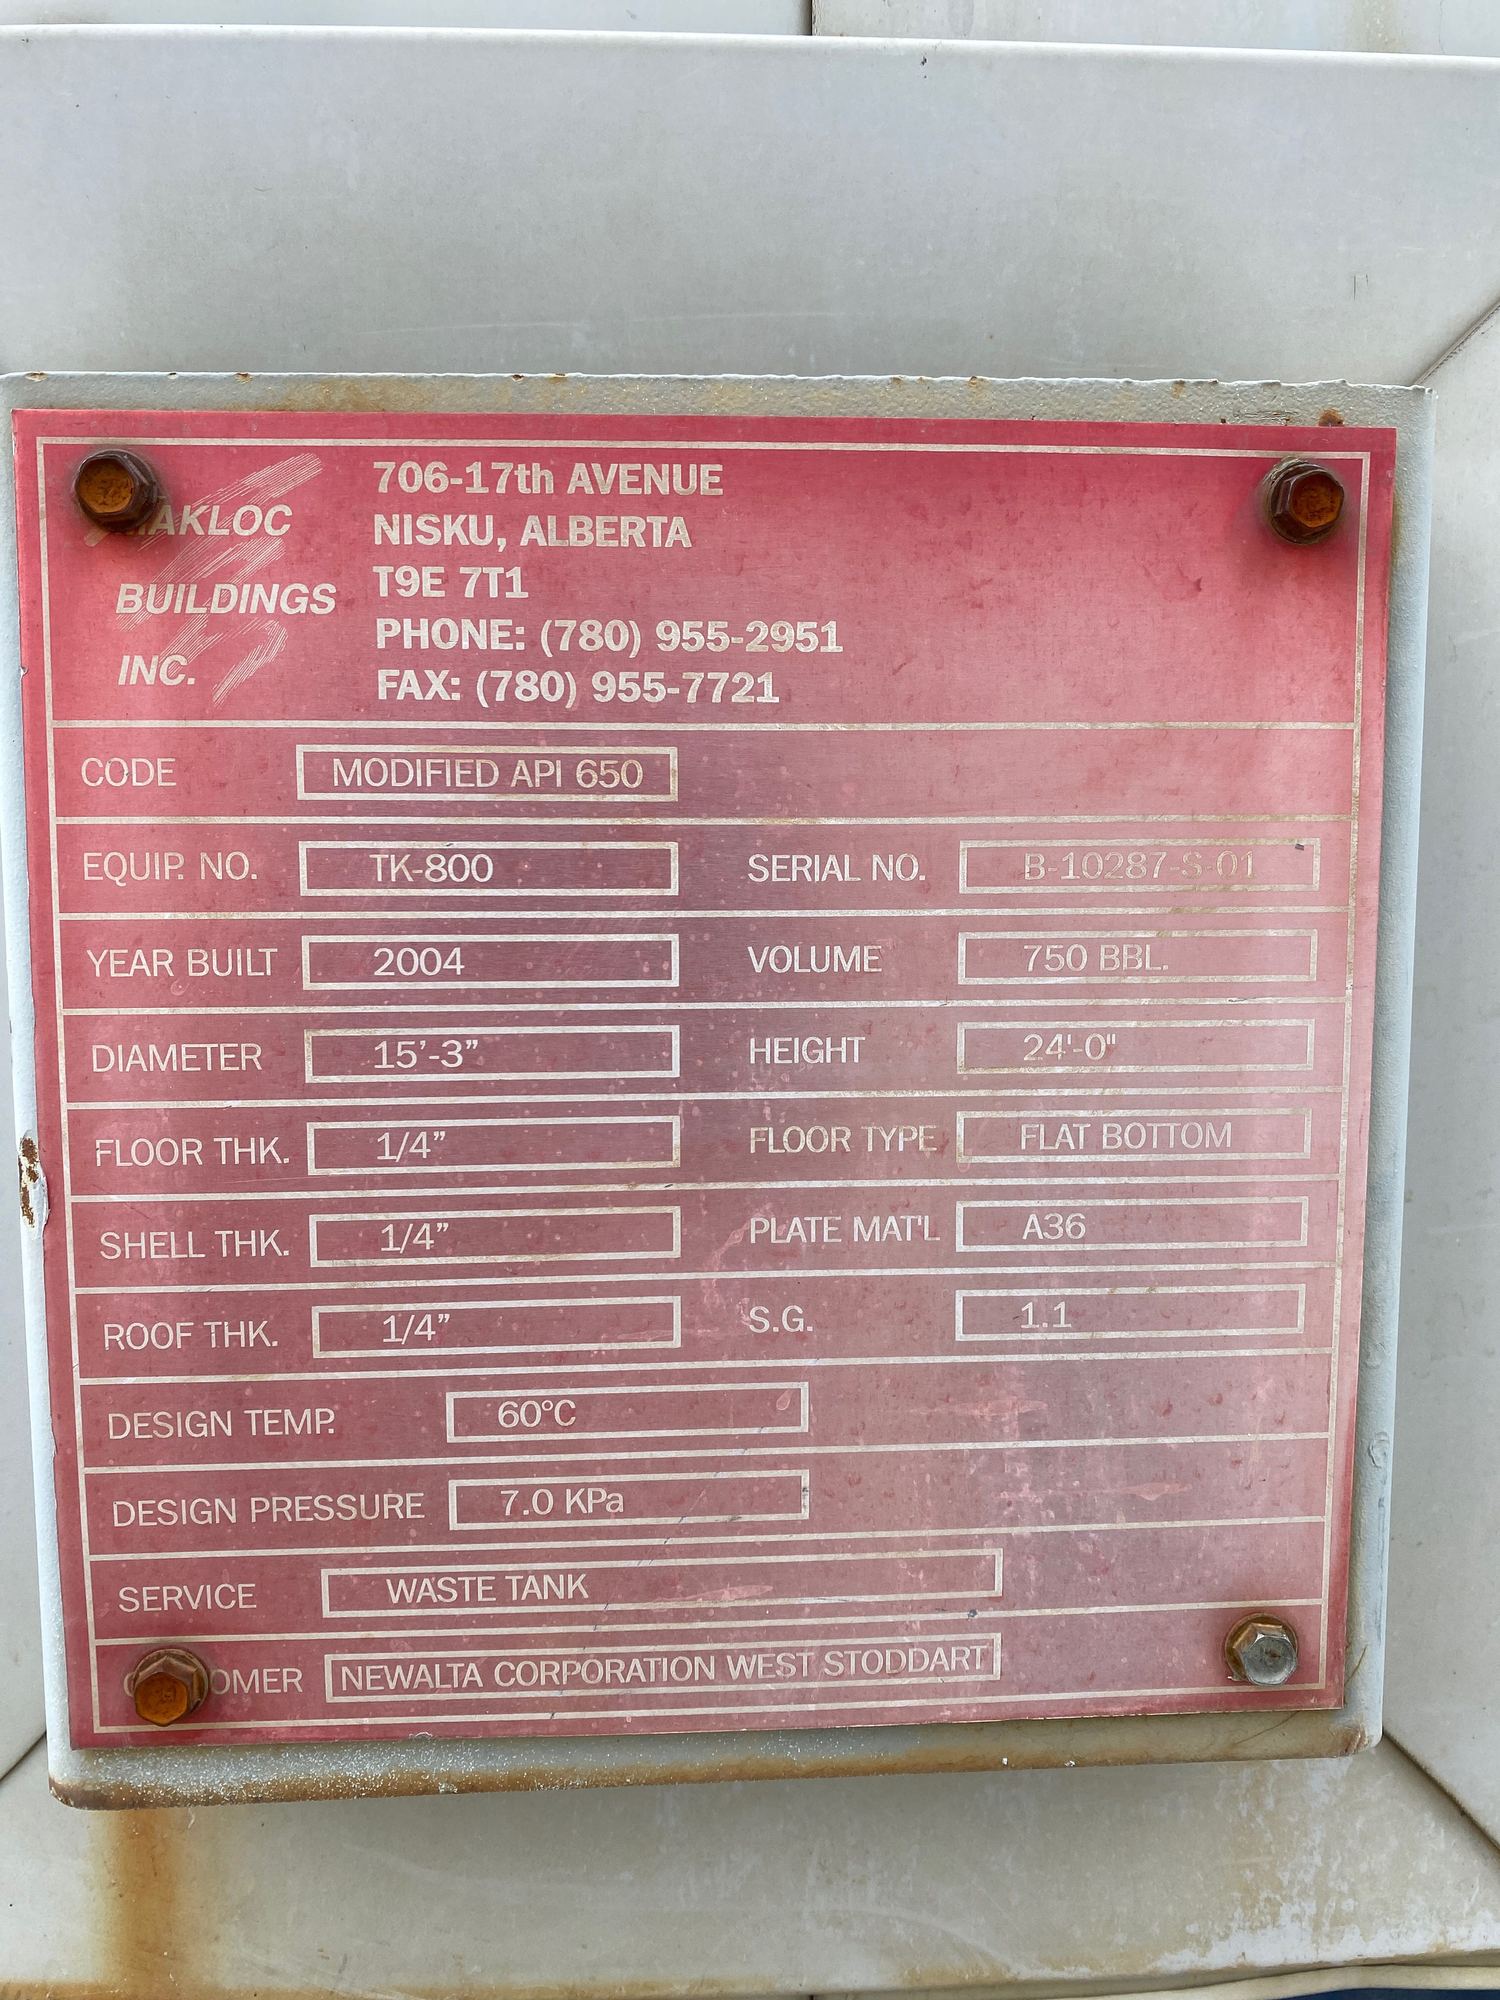 AKLOC
BUILDINGS
INC.
706-17th AVENUE
NISKU, ALBERTA
T9E 7T1
PHONE: (780) 955-2951
FAX: (780) 955-7721
CODE MODIFIED API 650
EQUIP. NO. TK-800 SERIAL NO. B-10287-S-01
YEAR BUILT 2004 VOLUME 750 BBL.
DIAMETER 15'-3" HEIGHT 24'-0"
FLOOR THK. 1/4" FLOOR TYPE FLAT BOTTOM
SHELL THK. 1/4" PLATE MAT'L A36
ROOF THK. 1/4" S.G. 1.1
DESIGN TEMP. 60°C
DESIGN PRESSURE 7.0 KPa
SERVICE WASTE TANK
OMER NEWALTA CORPORATION WEST STODDART